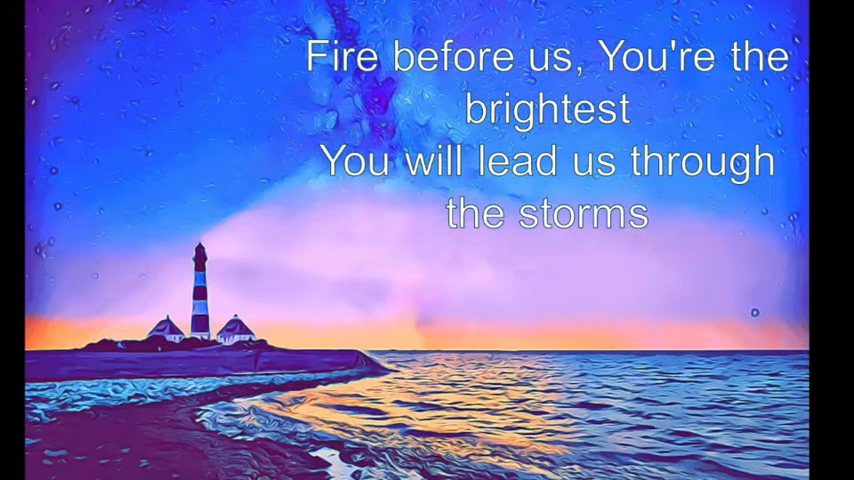 Fire before us, You're the
brightest
You will lead us through
the storms